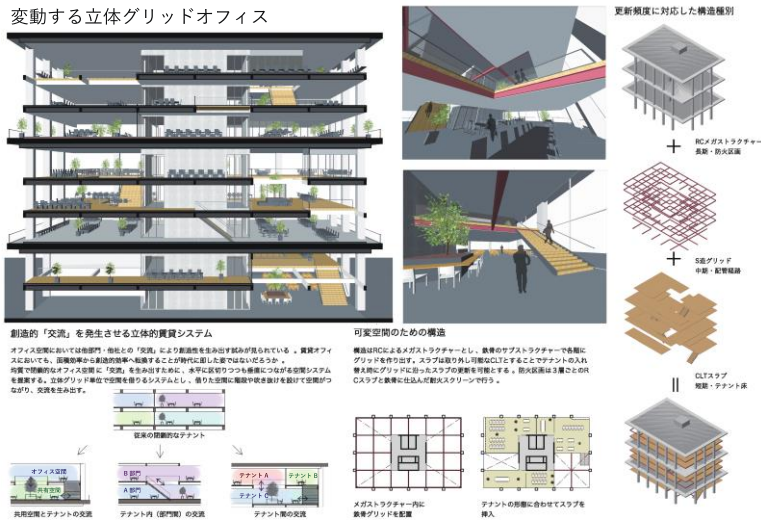 変動する立体グリッドオフィス
創造的「交流」を発生させる立体的賃貸システム
オフィス空間においては他部門・他社との「交流」により創造性を生み出す試みが見られている 。賃貸オフィ
スにおいても、面積効率から創造的効率へ転換することが時代に即した姿ではないだろうか 。
均質で閉鎖的なオフィス空間 に「交流」を生み出すために、水平に区切りつつも垂直につながる空間システム
を提案する。立体グリッド単位で空間を借りるシステムとし 、借りた空間に階段や吹き抜けを設けて空間がつ
ながり、交流を生み出す。
従来の閉鎖的なテナント
オフィス空間
共有空間
共用空間とテナントの交流
B 部門
A 部門
テナント内（部門間）の交流
テナント A
テナント B
テナント C
テナント間の交流
可変空間のための構造
構造はRCによるメガストラクチャーとし 、鉄骨のサブストラクチャーで各階に
グリッドを作り出す。スラブは取り外し可能なCLTとすることでテナントの入れ
替え時にグリッドに沿ったスラブの更新を可能とする 。防火区画は３層ごとのR
Cスラブと鉄骨に仕込んだ耐火スクリーンで行う 。
メガストラクチャー内に
鉄骨グリッドを配置
テナントの形態に合わせてスラブを
挿入
更新頻度に対応した構造種別
RCメガストラクチャー
長期・防火区画
S造グリッド
中期・配管経路
CLTスラブ
短期・テナント床